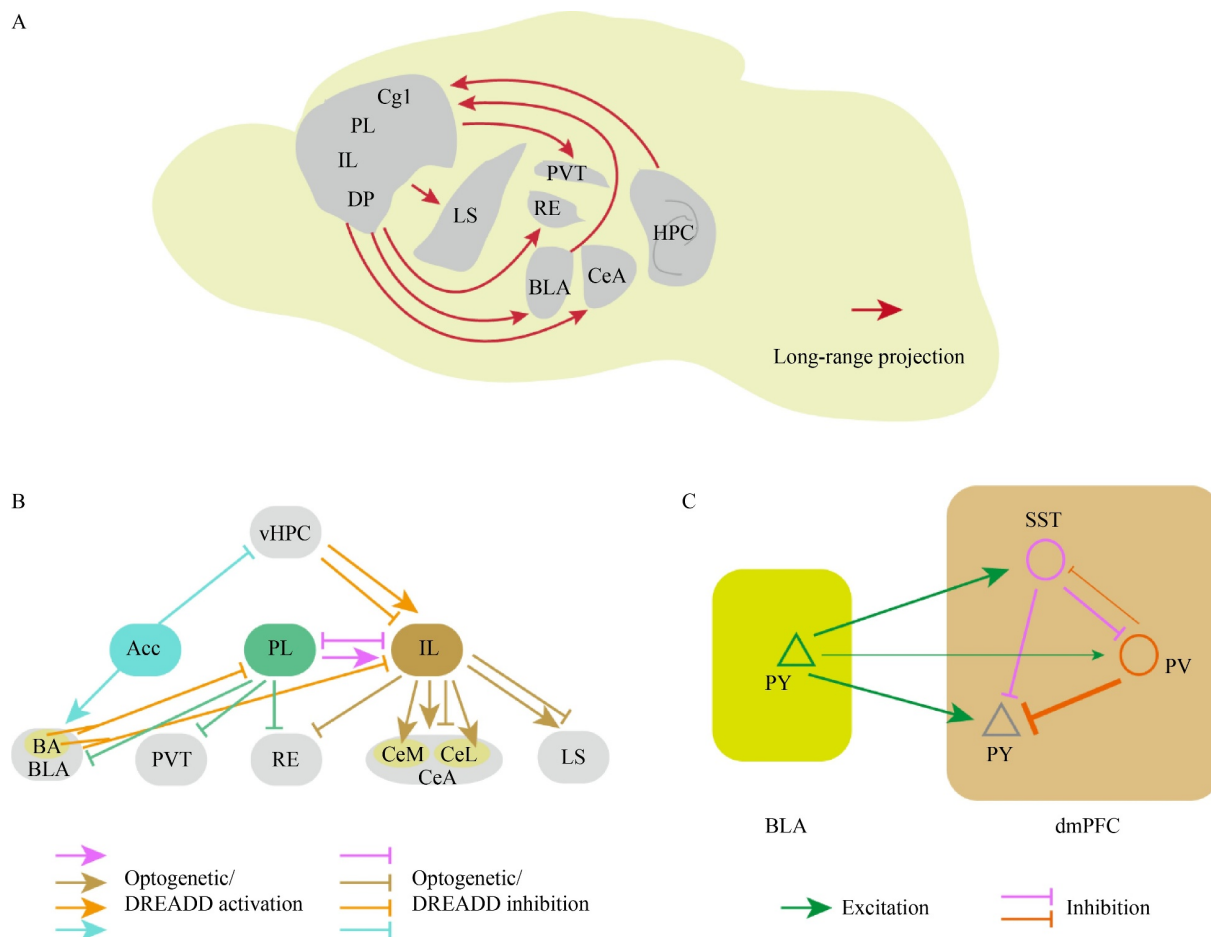 A
Cg1
PL
IL
DP
LS
PVT
RE
BLA
CeA
HPC
Long-range projection
B
vHPC
Acc
PL
IL
BA
BLA
PVT
RE
CeM
CeL
CeA
LS
Optogenetic/
DREADD activation
Optogenetic/
DREADD inhibition
C
SST
PY
PV
PY
BLA
dmPFC
Excitation
Inhibition